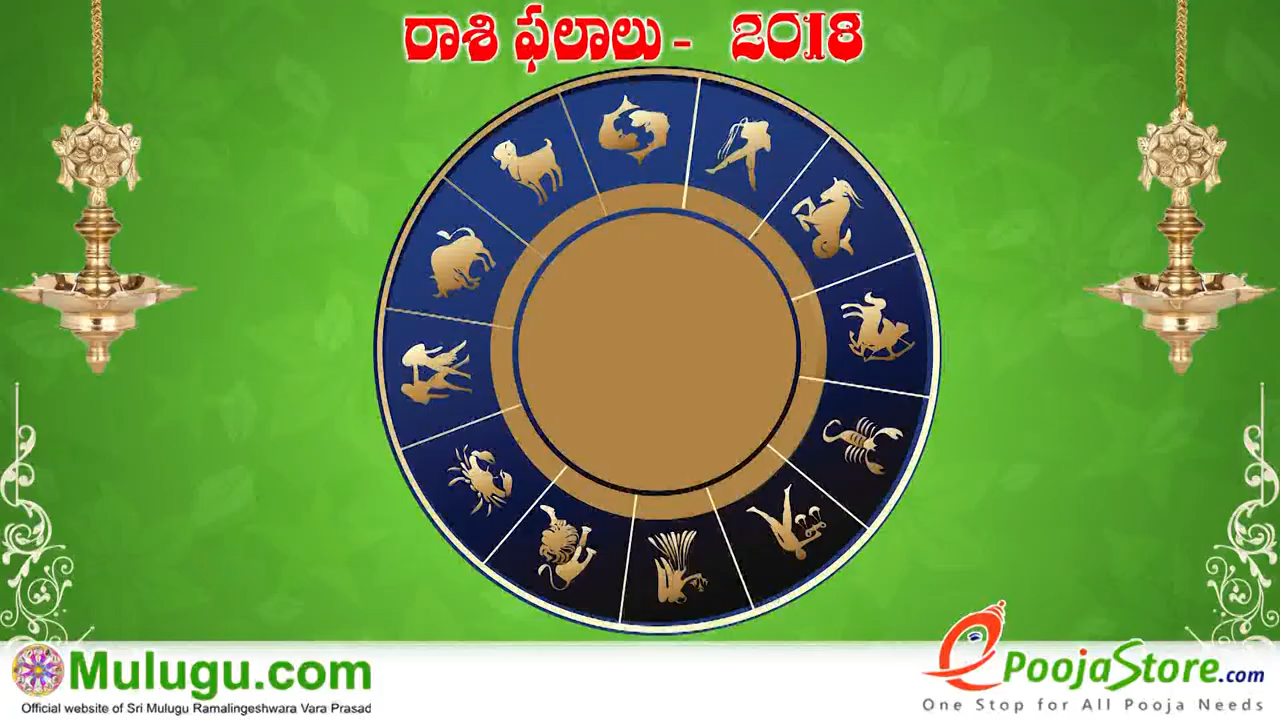 రాశి ఫలాలు - 2018
Mulugu.com
Official website of Sri Mulugu Ramalingeshwara Vara Prasad
ePoojaStore.com
One Stop for All Pooja Needs